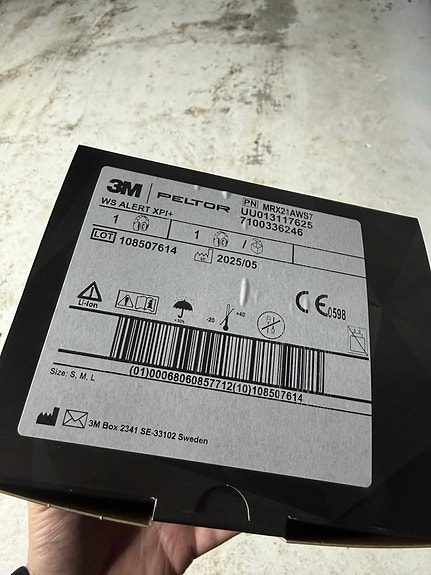 3M PELTOR PN MRX21AWS7
WS ALERT XPI+ UU013117625
7100336246
1 1 /
LOT 108507614 2025/05
Li-Ion -20 +40 CE 0598
(01)00068060857712(10)108507614
Size: S, M, L
3M Box 2341 SE-33102 Sweden